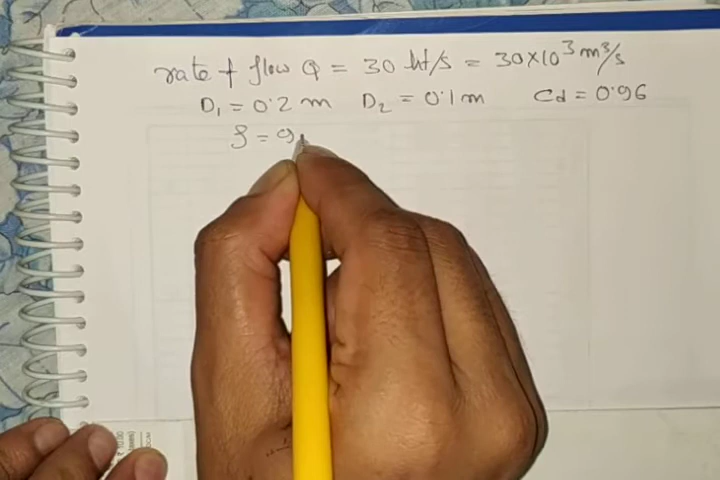 rate of flow Q = 30 lit/s = 30×10³ m³/s
D₁ = 0.2 m D₂ = 0.1 m Cd = 0.96
ρ = 9